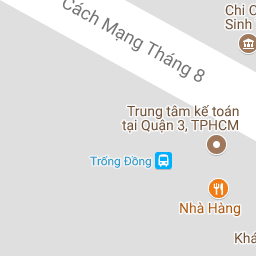 Cách Mạng Tháng 8
Chi C
Sinh
Trung tâm kế toán
tại Quận 3, TPHCM
Trống Đồng
Nhà Hàng
Khá